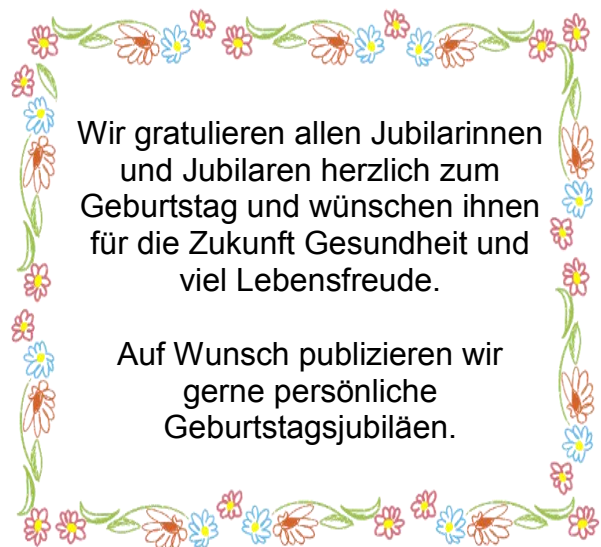 Wir gratulieren allen Jubilarinnen
und Jubilaren herzlich zum
Geburtstag und wünschen ihnen
für die Zukunft Gesundheit und
viel Lebensfreude.
Auf Wunsch publizieren wir
gerne persönliche
Geburtstagsjubiläen.